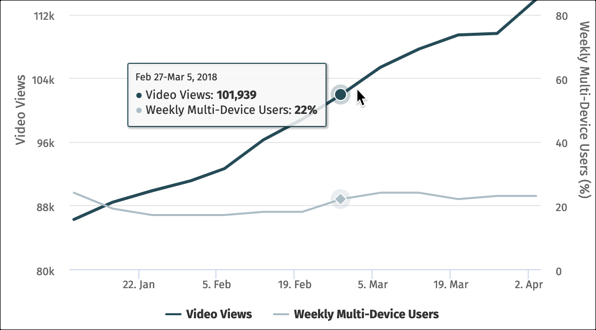 112k
104k
96k
88k
80k
Video Views
80
60
40
20
0
Weekly Multi-Device Users (%)
Feb 27-Mar 5, 2018
● Video Views: 101,939
● Weekly Multi-Device Users: 22%
22. Jan
5. Feb
19. Feb
5. Mar
19. Mar
2. Apr
Video Views
Weekly Multi-Device Users